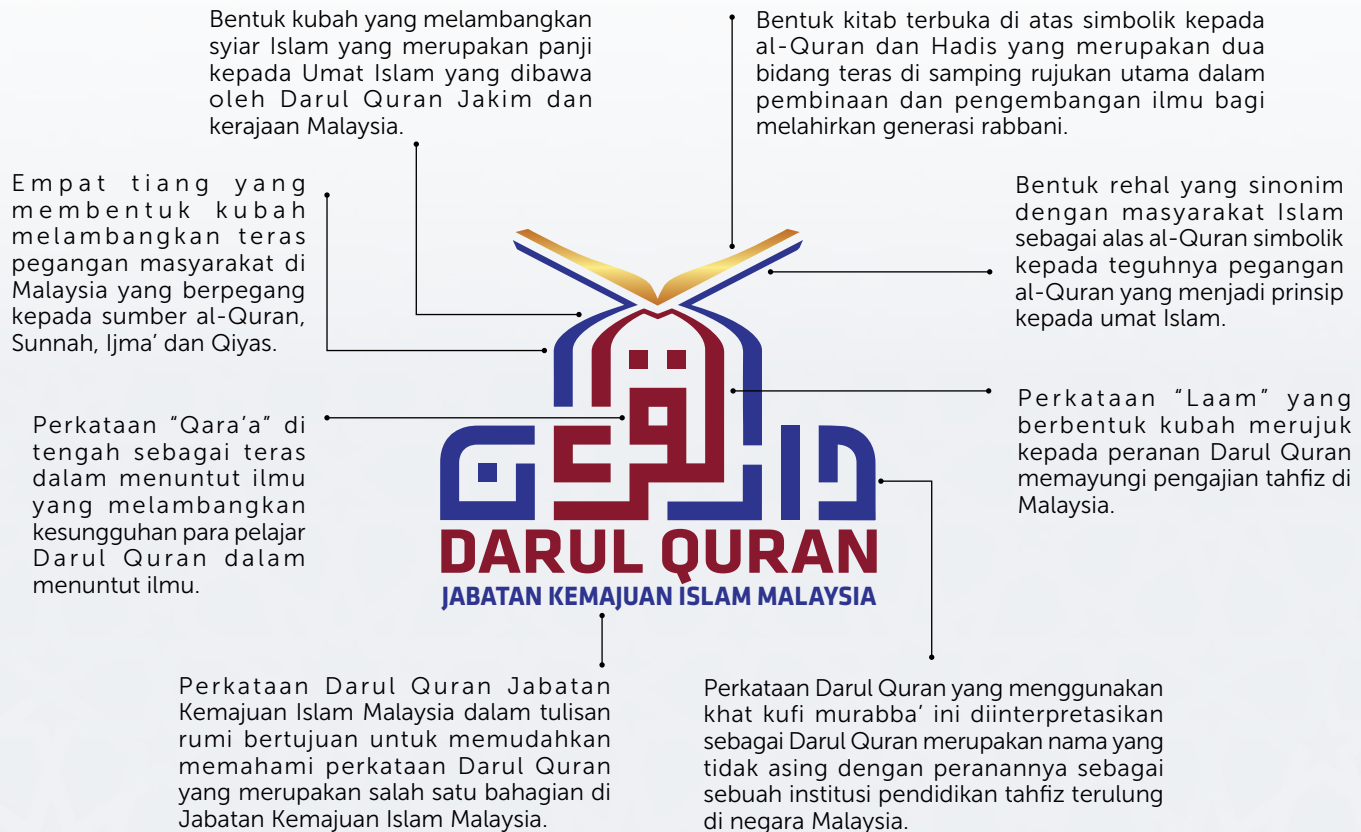 Bentuk kubah yang melambangkan
syiar Islam yang merupakan panji
kepada Umat Islam yang dibawa
oleh Darul Quran Jakim dan
kerajaan Malaysia.
Bentuk kitab terbuka di atas simbolik kepada
al-Quran dan Hadis yang merupakan dua
bidang teras di samping rujukan utama dalam
pembinaan dan pengembangan ilmu bagi
melahirkan generasi rabbani.
Empat tiang yang
membentuk kubah
melambangkan teras
pegangan masyarakat di
Malaysia yang berpegang
kepada sumber al-Quran,
Sunnah, Ijma’ dan Qiyas.
Bentuk rehal yang sinonim
dengan masyarakat Islam
sebagai alas al-Quran simbolik
kepada teguhnya pegangan
al-Quran yang menjadi prinsip
kepada umat Islam.
Perkataan “Qara’a” di
tengah sebagai teras
dalam menuntut ilmu
yang melambangkan
kesungguhan para pelajar
Darul Quran dalam
menuntut ilmu.
Perkataan “Laam” yang
berbentuk kubah merujuk
kepada peranan Darul Quran
memayungi pengajian tahfiz di
Malaysia.
دار القرءان
DARUL QURAN
JABATAN KEMAJUAN ISLAM MALAYSIA
Perkataan Darul Quran Jabatan
Kemajuan Islam Malaysia dalam tulisan
rumi bertujuan untuk memudahkan
memahami perkataan Darul Quran
yang merupakan salah satu bahagian di
Jabatan Kemajuan Islam Malaysia.
Perkataan Darul Quran yang menggunakan
khat kufi murabba’ ini diinterpretasikan
sebagai Darul Quran merupakan nama yang
tidak asing dengan peranannya sebagai
sebuah institusi pendidikan tahfiz terulung
di negara Malaysia.